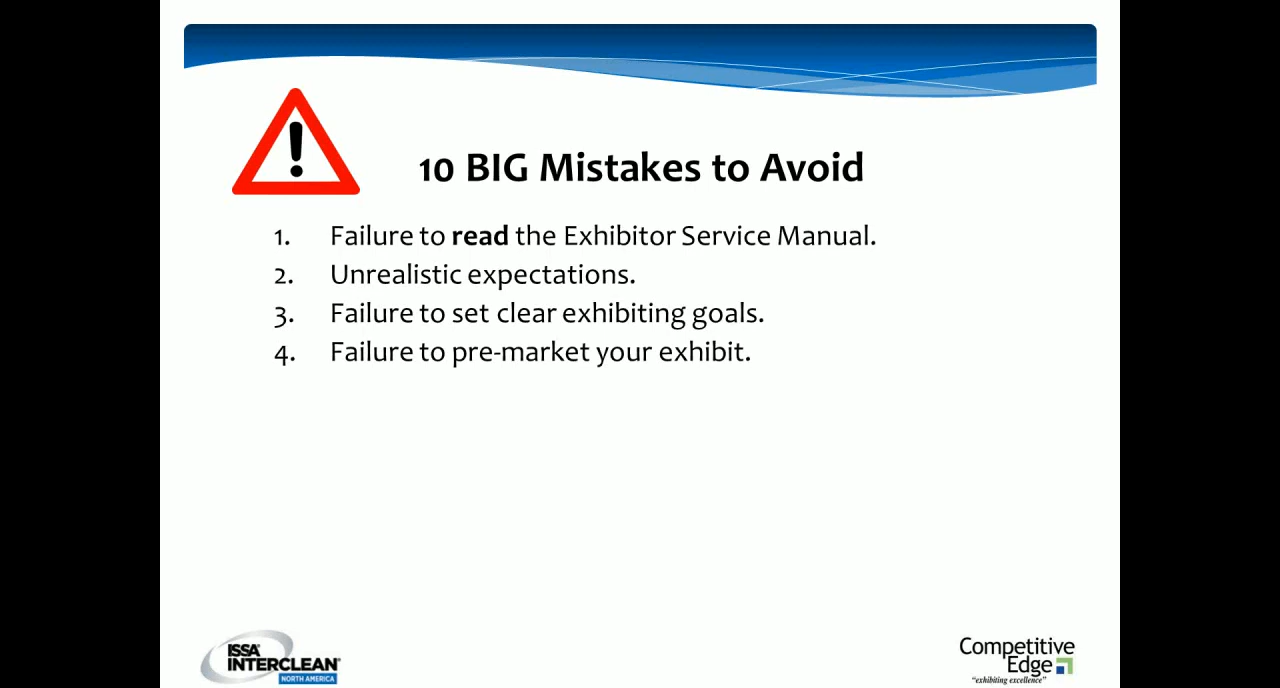 !
10 BIG Mistakes to Avoid
1. Failure to read the Exhibitor Service Manual.
2. Unrealistic expectations.
3. Failure to set clear exhibiting goals.
4. Failure to pre-market your exhibit.
ISSA
INTERCLEAN
NORTH AMERICA
Competitive
Edge
"exhibiting excellence"